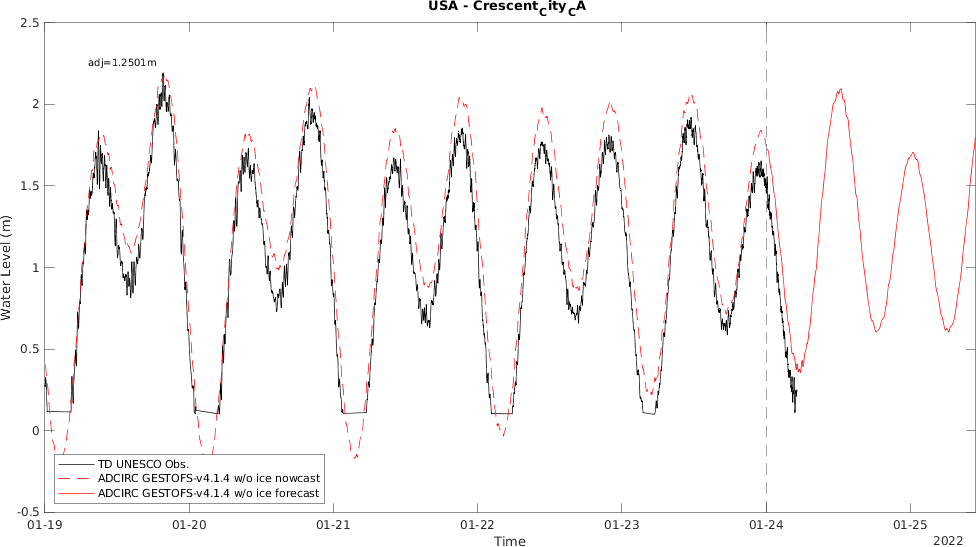 USA - Crescent_City_CA
2.5
adj=1.2501m
2
1.5
1
0.5
0
-0.5
Water Level (m)
TD UNESCO Obs.
ADCIRC GESTOFS-v4.1.4 w/o ice nowcast
ADCIRC GESTOFS-v4.1.4 w/o ice forecast
01-19 01-20 01-21 01-22 01-23 01-24 01-25
Time
2022